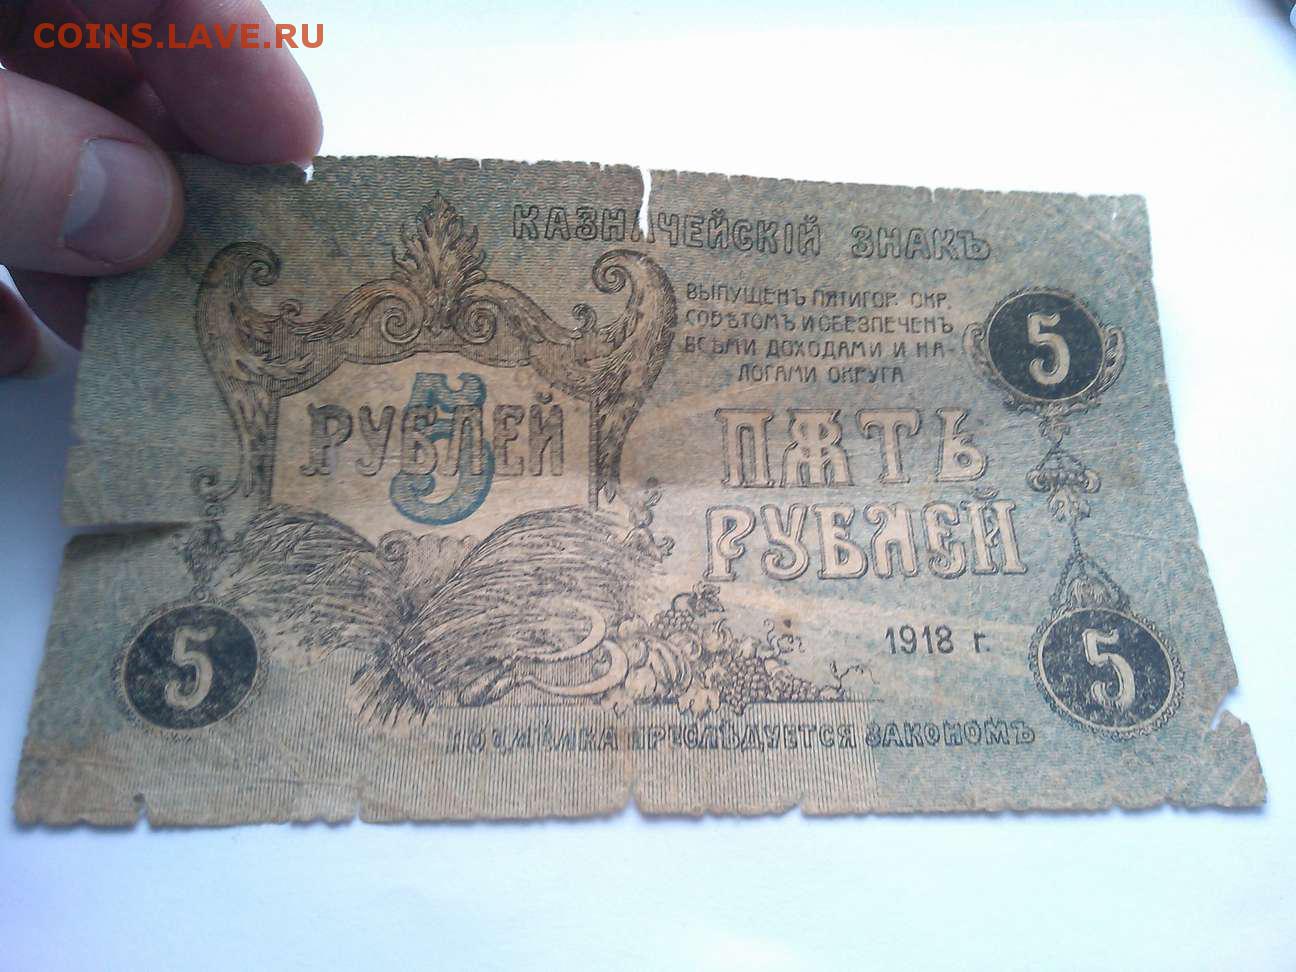 COINS.LAVE.RU
КАЗНАЧЕЙСКІЙ ЗНАКЪ
ВЫПУЩЕНЪ ПЯТИГОР. ОКР.
СОВѢТОМЪ И ОБЕЗПЕЧЕНЪ
ВСѢМИ ДОХОДАМИ И НА-
ЛОГАМИ ОКРУГА
5
5
РУБЛЕЙ
ПЯТЬ
РУБЛЕЙ
1918 г.
5
5
ПОДДѢЛКА ПРЕСЛѢДУЕТСЯ ЗАКОНОМЪ